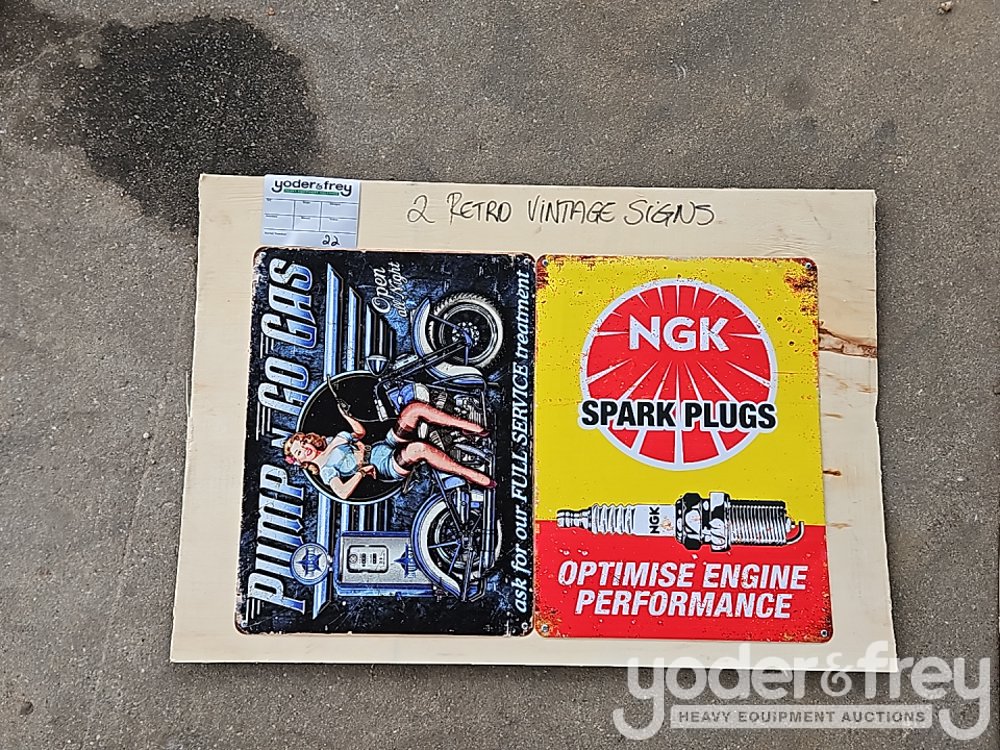 yoder&frey
22
2 RETRO VINTAGE SIGNS
PUMP N GO GAS
Open
all Night
ask for our FULL SERVICE treatment
NGK
SPARK PLUGS
NGK
OPTIMISE ENGINE
PERFORMANCE
yoder&frey
HEAVY EQUIPMENT AUCTIONS